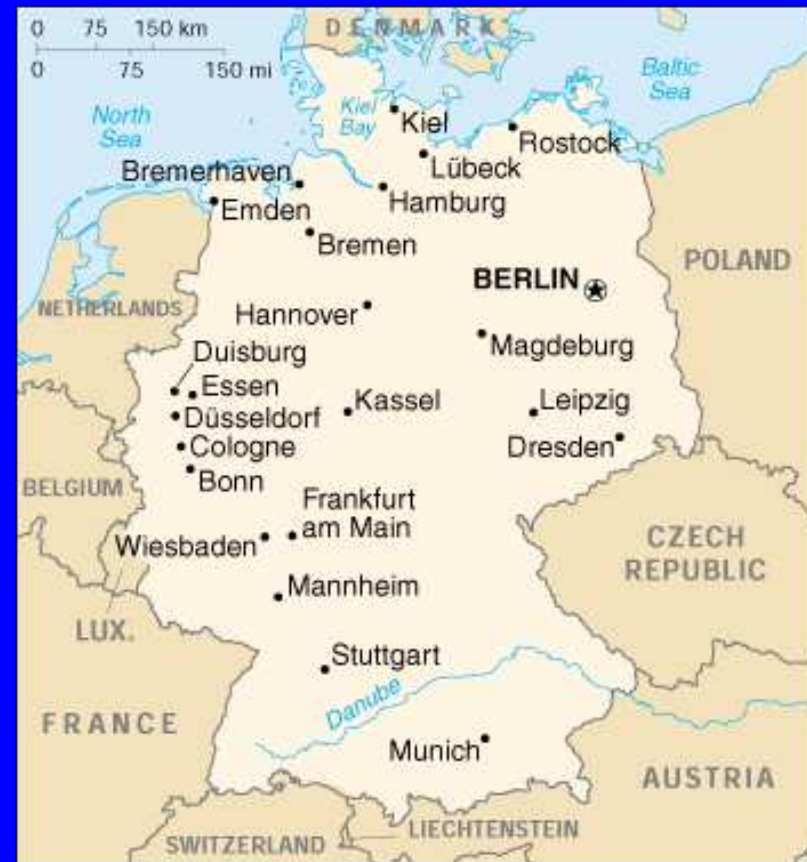 0 75 150 km
0 75 150 mi
DENMARK
North
Sea
Kiel
Bay
Baltic
Sea
Kiel
Rostock
Lübeck
Bremerhaven
Hamburg
Emden
Bremen
BERLIN
POLAND
NETHERLANDS
Hannover
Magdeburg
Duisburg
Essen
Kassel
Leipzig
Düsseldorf
Cologne
Dresden
Bonn
BELGIUM
Frankfurt
am Main
Wiesbaden
CZECH
REPUBLIC
Mannheim
LUX.
Stuttgart
Danube
FRANCE
Munich
AUSTRIA
LIECHTENSTEIN
SWITZERLAND